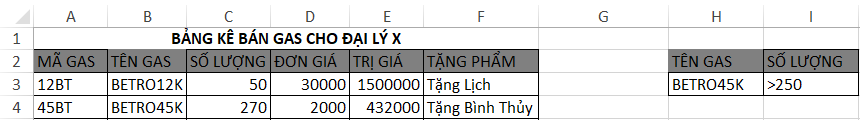 A B C D E F G H I
1 BẢNG KÊ BÁN GAS CHO ĐẠI LÝ X
2 MÃ GAS TÊN GAS SỐ LƯỢNG ĐƠN GIÁ TRỊ GIÁ TẶNG PHẨM TÊN GAS SỐ LƯỢNG
3 12BT BETRO12K 50 30000 1500000 Tặng Lịch BETRO45K >250
4 45BT BETRO45K 270 2000 432000 Tặng Bình Thủy